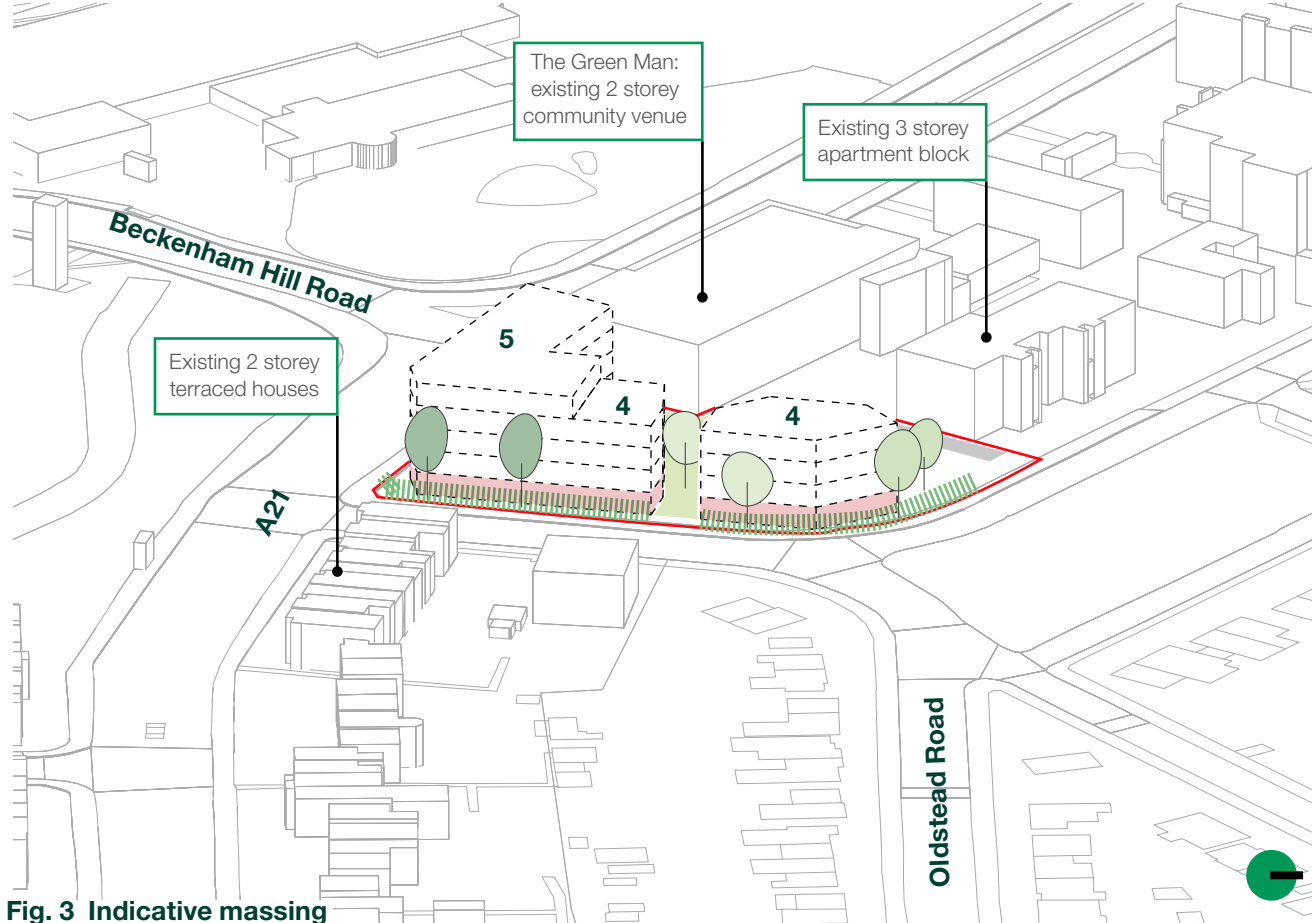 The Green Man:
existing 2 storey
community venue
Existing 3 storey
apartment block
Beckenham Hill Road
Existing 2 storey
terraced houses
5
4
4
A21
Oldstead Road
Fig. 3 Indicative massing